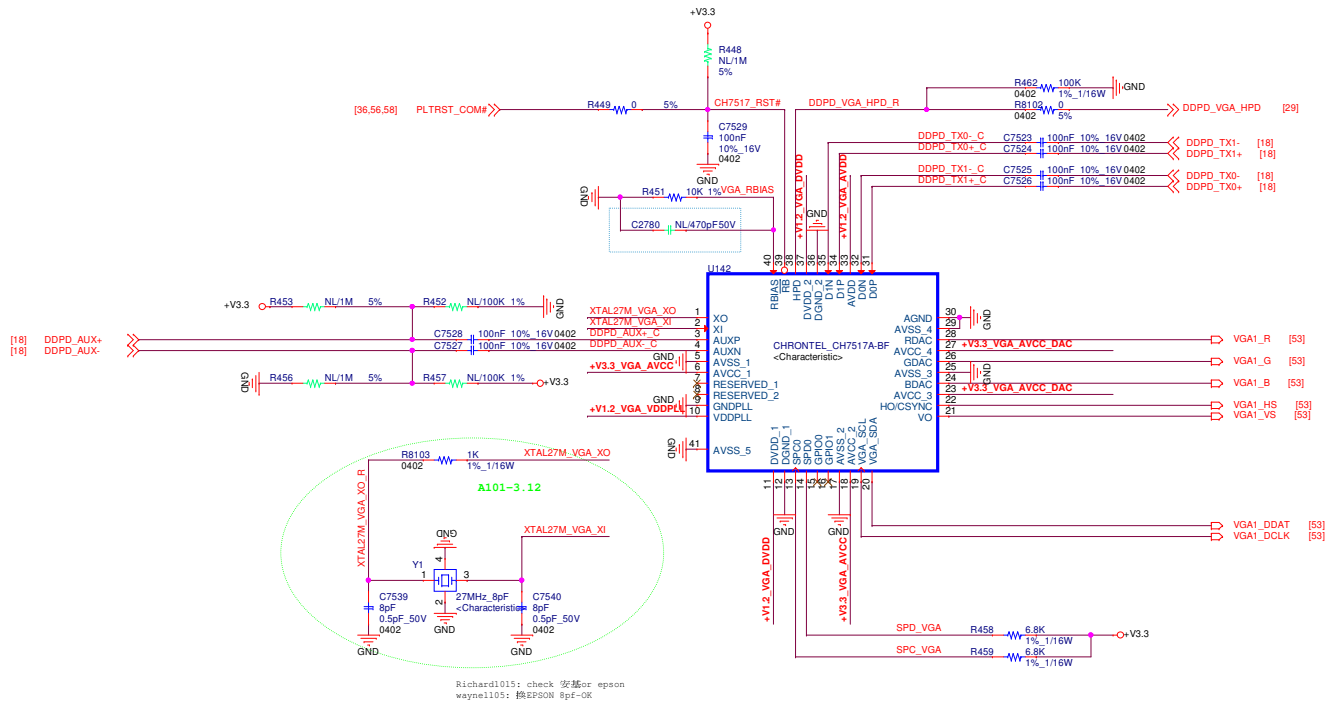 +V3.3
R448
NL/1M
5%
[36,56,58] PLTRST_COM# R449 0 5% CH7517_RST#
C7529
100nF
10%_16V
0402
GND
DDPD_VGA_HPD_R
R462 100K
0402 1%_1/16W
GND
R8102 0
0402 5%
DDPD_VGA_HPD [29]
DDPD_TX0-_C C7523 100nF 10%_16V 0402 DDPD_TX1- [18]
DDPD_TX0+_C C7524 100nF 10%_16V 0402 DDPD_TX1+ [18]
DDPD_TX1-_C C7525 100nF 10%_16V 0402 DDPD_TX0- [18]
DDPD_TX1+_C C7526 100nF 10%_16V 0402 DDPD_TX0+ [18]
GND R451 10K 1% VGA_RBIAS
C2780 NL/470pF50V
+V1.2_VGA_DVDD
GND
+V1.2_VGA_AVDD
40 39 38 37 36 35 34 33 32 31
U142
RBIAS RB HPD DVDD_2 DGND_2 D1N D1P AVDD D0N D0P
CHRONTEL_CH7517A-BF
<Characteristic>
+V3.3 R453 NL/1M 5% R452 NL/100K 1% GND
[18] DDPD_AUX+ C7528 100nF 10%_16V 0402 DDPD_AUX+_C
[18] DDPD_AUX- C7527 100nF 10%_16V 0402 DDPD_AUX-_C
GND R456 NL/1M 5% R457 NL/100K 1% +V3.3
XTAL27M_VGA_XO 1 XO
XTAL27M_VGA_XI 2 XI
3 AUXP
4 AUXN
GND 5 AVSS_1
+V3.3_VGA_AVCC 6 AVCC_1
7 RESERVED_1
8 RESERVED_2
GND 9 GNDPLL
+V1.2_VGA_VDDPLL 10 VDDPLL
GND 41 AVSS_5
AGND 30 GND
AVSS_4 29
RDAC 28 VGA1_R [53]
AVCC_4 27 +V3.3_VGA_AVCC_DAC
GDAC 26 VGA1_G [53]
AVSS_3 25 GND
BDAC 24 VGA1_B [53]
AVCC_3 23 +V3.3_VGA_AVCC_DAC
HO/CSYNC 22 VGA1_HS [53]
VO 21 VGA1_VS [53]
DVDD_1 DGND_1 SPC0 SPD0 GPIO0 GPIO1 AVSS_2 AVCC_2 VGA_SCL VGA_SDA
11 12 13 14 15 16 17 18 19 20
GND
GND
+V1.2_VGA_DVDD
+V3.3_VGA_AVCC
VGA1_DDAT [53]
VGA1_DCLK [53]
SPD_VGA R458 6.8K
1%_1/16W
+V3.3
SPC_VGA R459 6.8K
1%_1/16W
R8103 1K XTAL27M_VGA_XO
0402 1%_1/16W
A101-3.12
XTAL27M_VGA_XO_R
XTAL27M_VGA_XI
GND
4
Y1
1 3
2
27MHz_8pF
<Characteristic>
GND
C7539
8pF
0.5pF_50V
0402
GND
C7540
8pF
0.5pF_50V
0402
GND
Richard1015: check 安基or epson
wayne1105: 換EPSON 8pf-OK